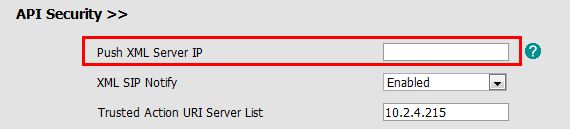 API Security >>
Push XML Server IP
?
XML SIP Notify Enabled
Trusted Action URI Server List 10.2.4.215